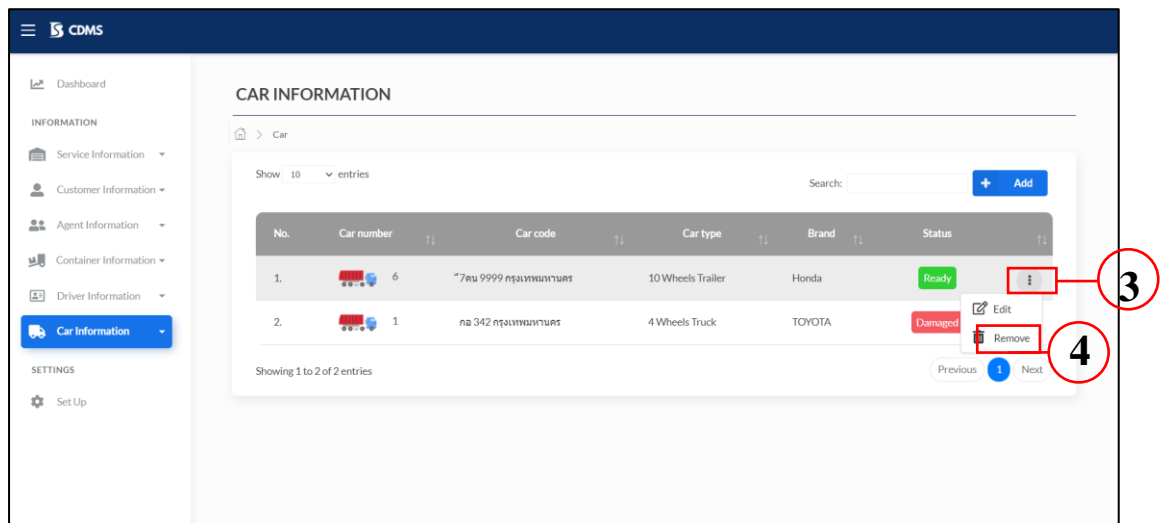 CDMS
Dashboard
CAR INFORMATION
INFORMATION
Car
Service Information
Show 10 entries
Search:
+ Add
Customer Information
Agent Information
No. Car number Car code Car type Brand Status
Container Information
1. 6 "7ฅน 9999 กรุงเทพมหานคร 10 Wheels Trailer Honda Ready
3
Driver Information
Edit
Car Information
2. 1 กอ 342 กรุงเทพมหานคร 4 Wheels Truck TOYOTA Damaged
Remove
4
SETTINGS
Showing 1 to 2 of 2 entries
Previous 1 Next
Set Up